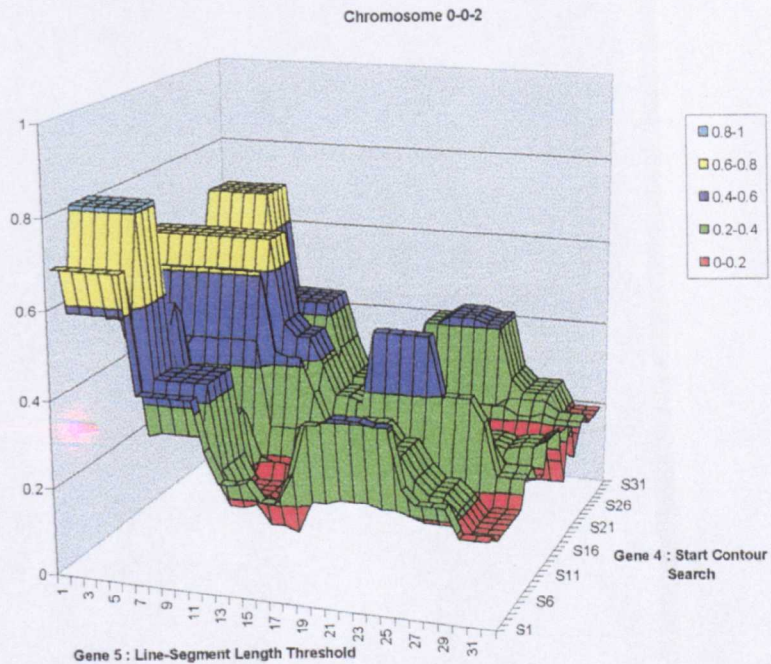 Chromosome 0-0-2
1
0.8
0.6
0.4
0.2
0
0.8-1
0.6-0.8
0.4-0.6
0.2-0.4
0-0.2
1
3
5
7
9
11
13
15
17
19
21
23
25
27
29
31
S1
S6
S11
S16
S21
S26
S31
Gene 4 : Start Contour
Search
Gene 5 : Line-Segment Length Threshold